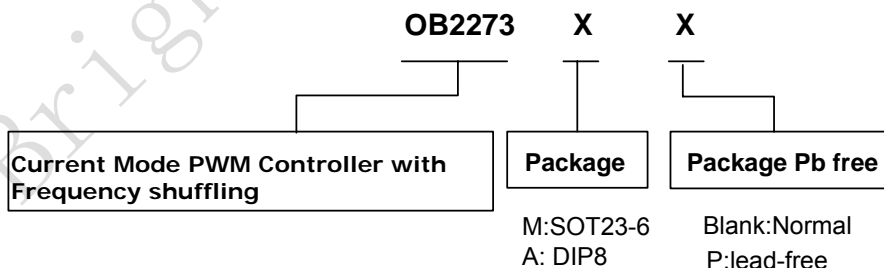 OB2273 X X
Current Mode PWM Controller with
Frequency shuffling
Package
Package Pb free
M:SOT23-6
A: DIP8
Blank:Normal
P:lead-free
Brigh